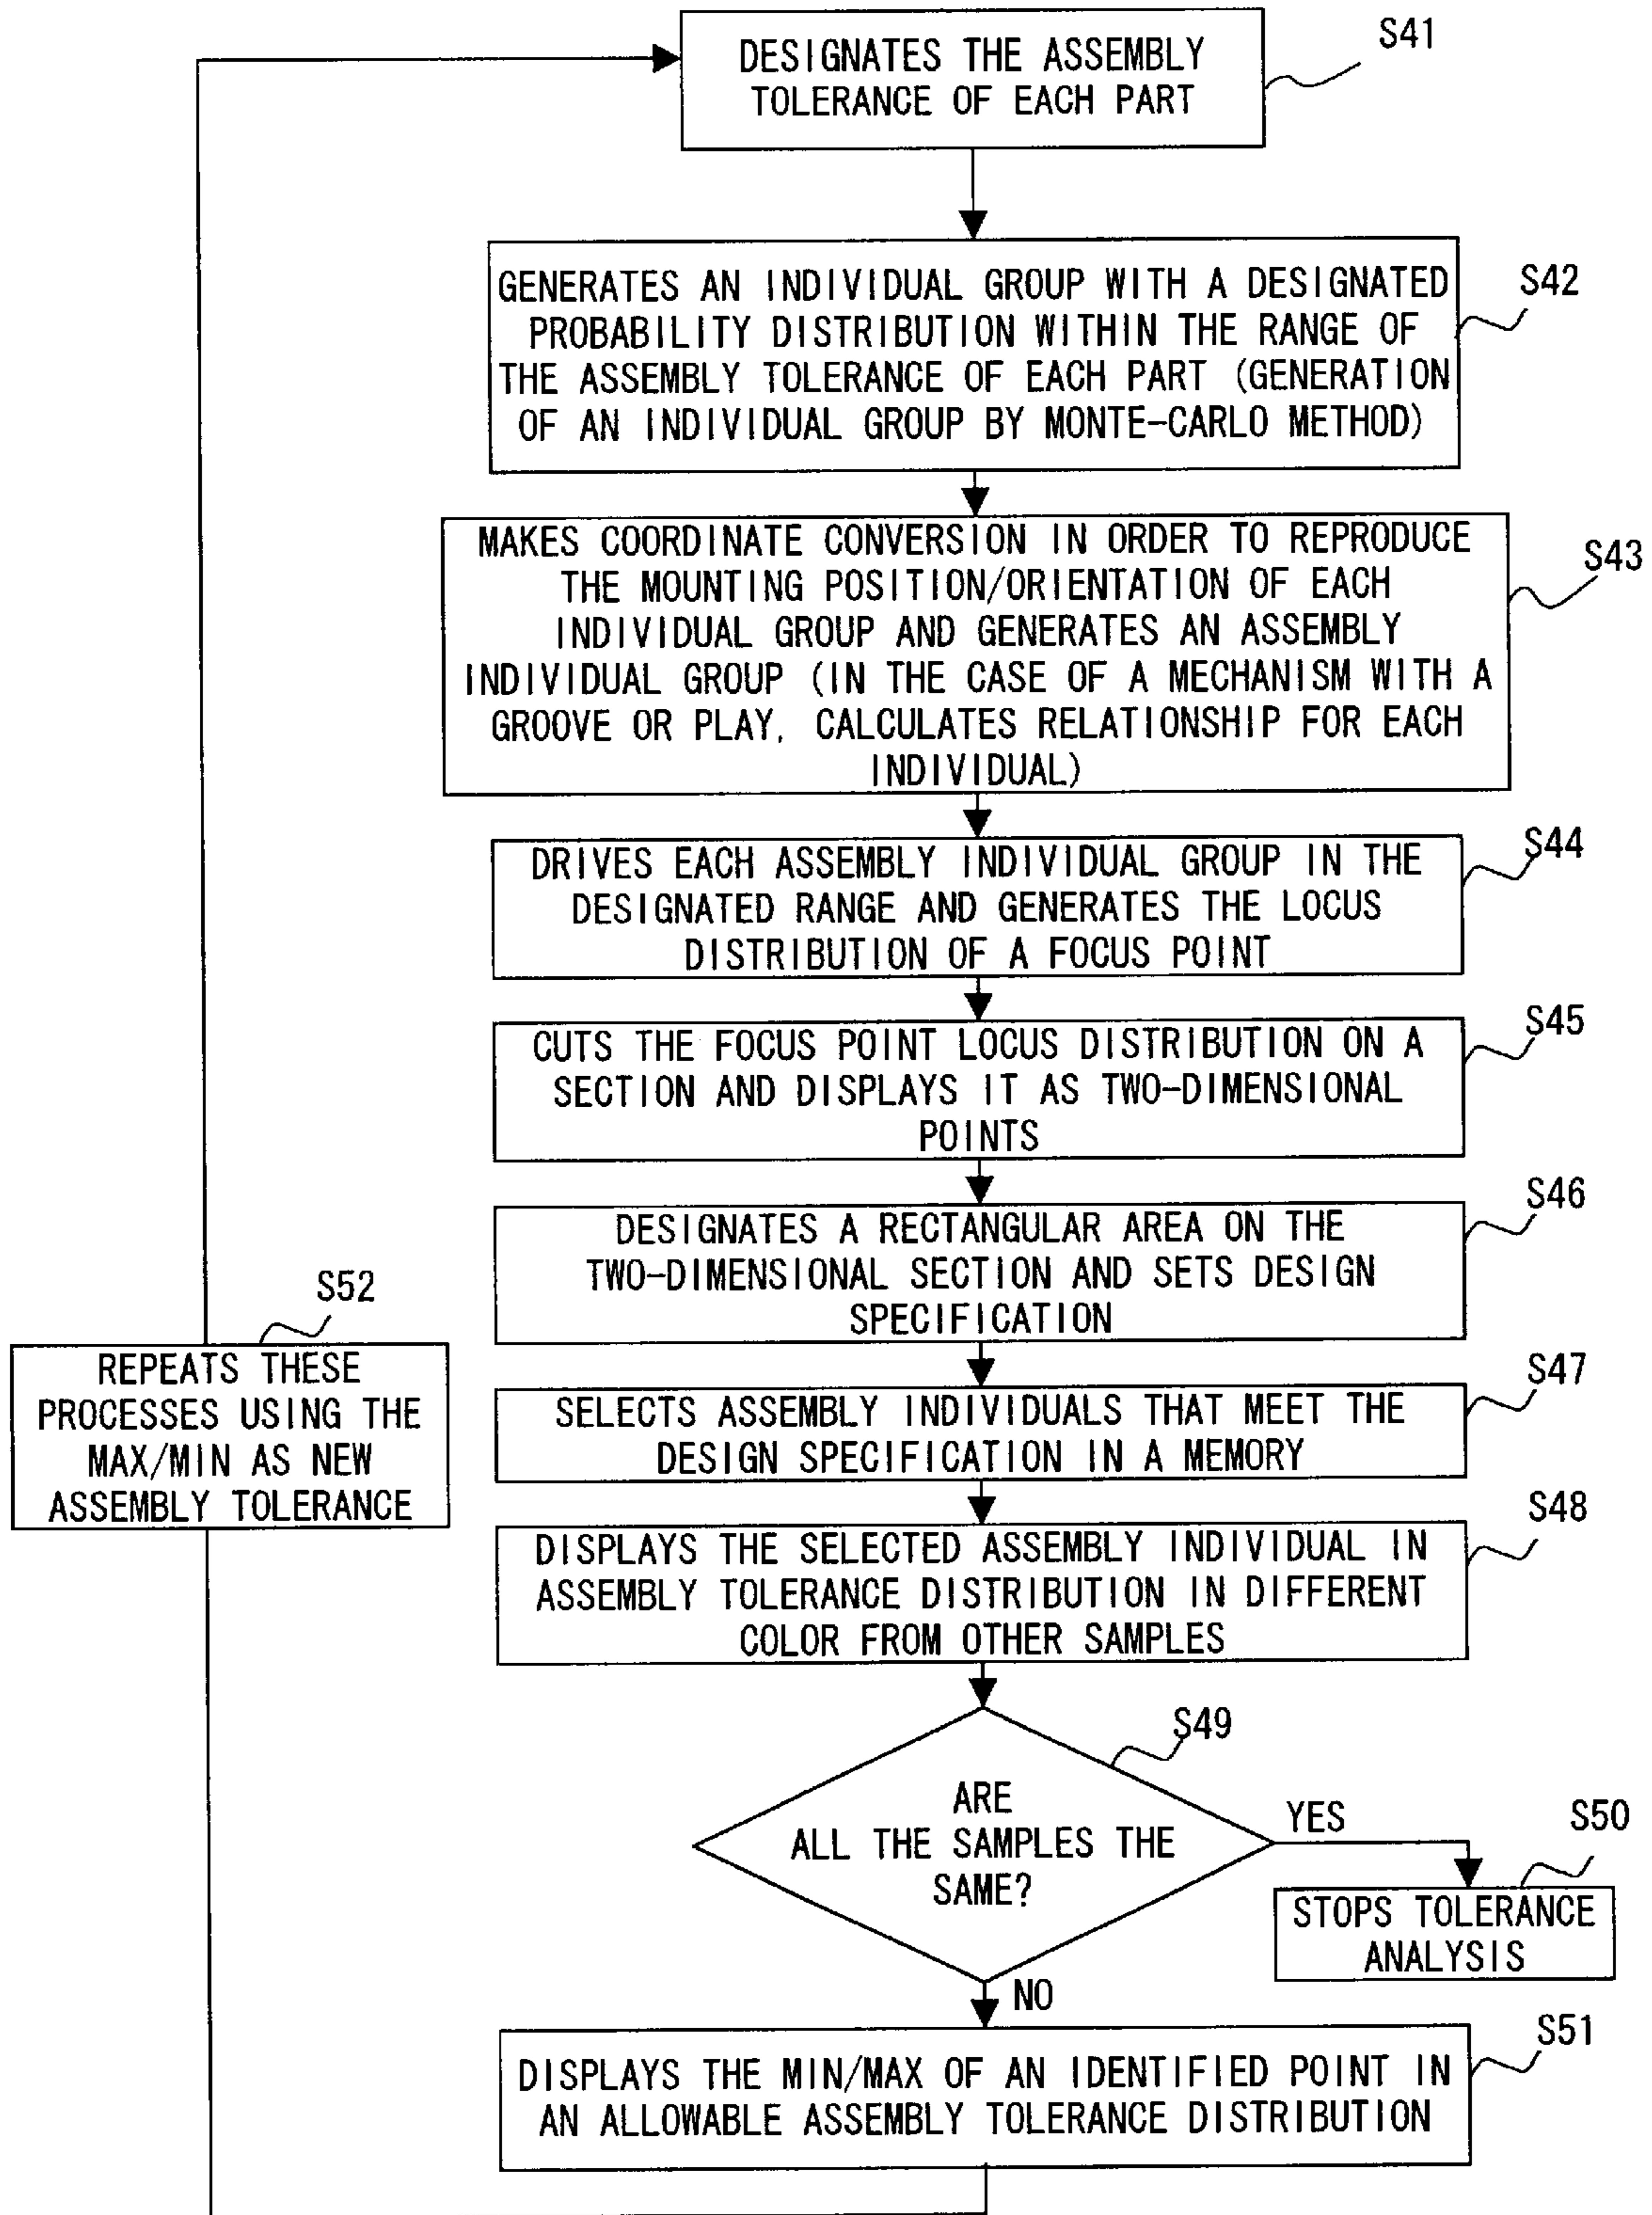 DESIGNATES THE ASSEMBLY
TOLERANCE OF EACH PART
S41
GENERATES AN INDIVIDUAL GROUP WITH A DESIGNATED
PROBABILITY DISTRIBUTION WITHIN THE RANGE OF
THE ASSEMBLY TOLERANCE OF EACH PART (GENERATION
OF AN INDIVIDUAL GROUP BY MONTE-CARLO METHOD)
S42
MAKES COORDINATE CONVERSION IN ORDER TO REPRODUCE
THE MOUNTING POSITION/ORIENTATION OF EACH
INDIVIDUAL GROUP AND GENERATES AN ASSEMBLY
INDIVIDUAL GROUP (IN THE CASE OF A MECHANISM WITH A
GROOVE OR PLAY, CALCULATES RELATIONSHIP FOR EACH
INDIVIDUAL)
S43
DRIVES EACH ASSEMBLY INDIVIDUAL GROUP IN THE
DESIGNATED RANGE AND GENERATES THE LOCUS
DISTRIBUTION OF A FOCUS POINT
S44
CUTS THE FOCUS POINT LOCUS DISTRIBUTION ON A
SECTION AND DISPLAYS IT AS TWO-DIMENSIONAL
POINTS
S45
DESIGNATES A RECTANGULAR AREA ON THE
TWO-DIMENSIONAL SECTION AND SETS DESIGN
SPECIFICATION
S46
SELECTS ASSEMBLY INDIVIDUALS THAT MEET THE
DESIGN SPECIFICATION IN A MEMORY
S47
DISPLAYS THE SELECTED ASSEMBLY INDIVIDUAL IN
ASSEMBLY TOLERANCE DISTRIBUTION IN DIFFERENT
COLOR FROM OTHER SAMPLES
S48
ARE
ALL THE SAMPLES THE
SAME?
S49
YES
STOPS TOLERANCE
ANALYSIS
S50
NO
DISPLAYS THE MIN/MAX OF AN IDENTIFIED POINT IN
AN ALLOWABLE ASSEMBLY TOLERANCE DISTRIBUTION
S51
REPEATS THESE
PROCESSES USING THE
MAX/MIN AS NEW
ASSEMBLY TOLERANCE
S52